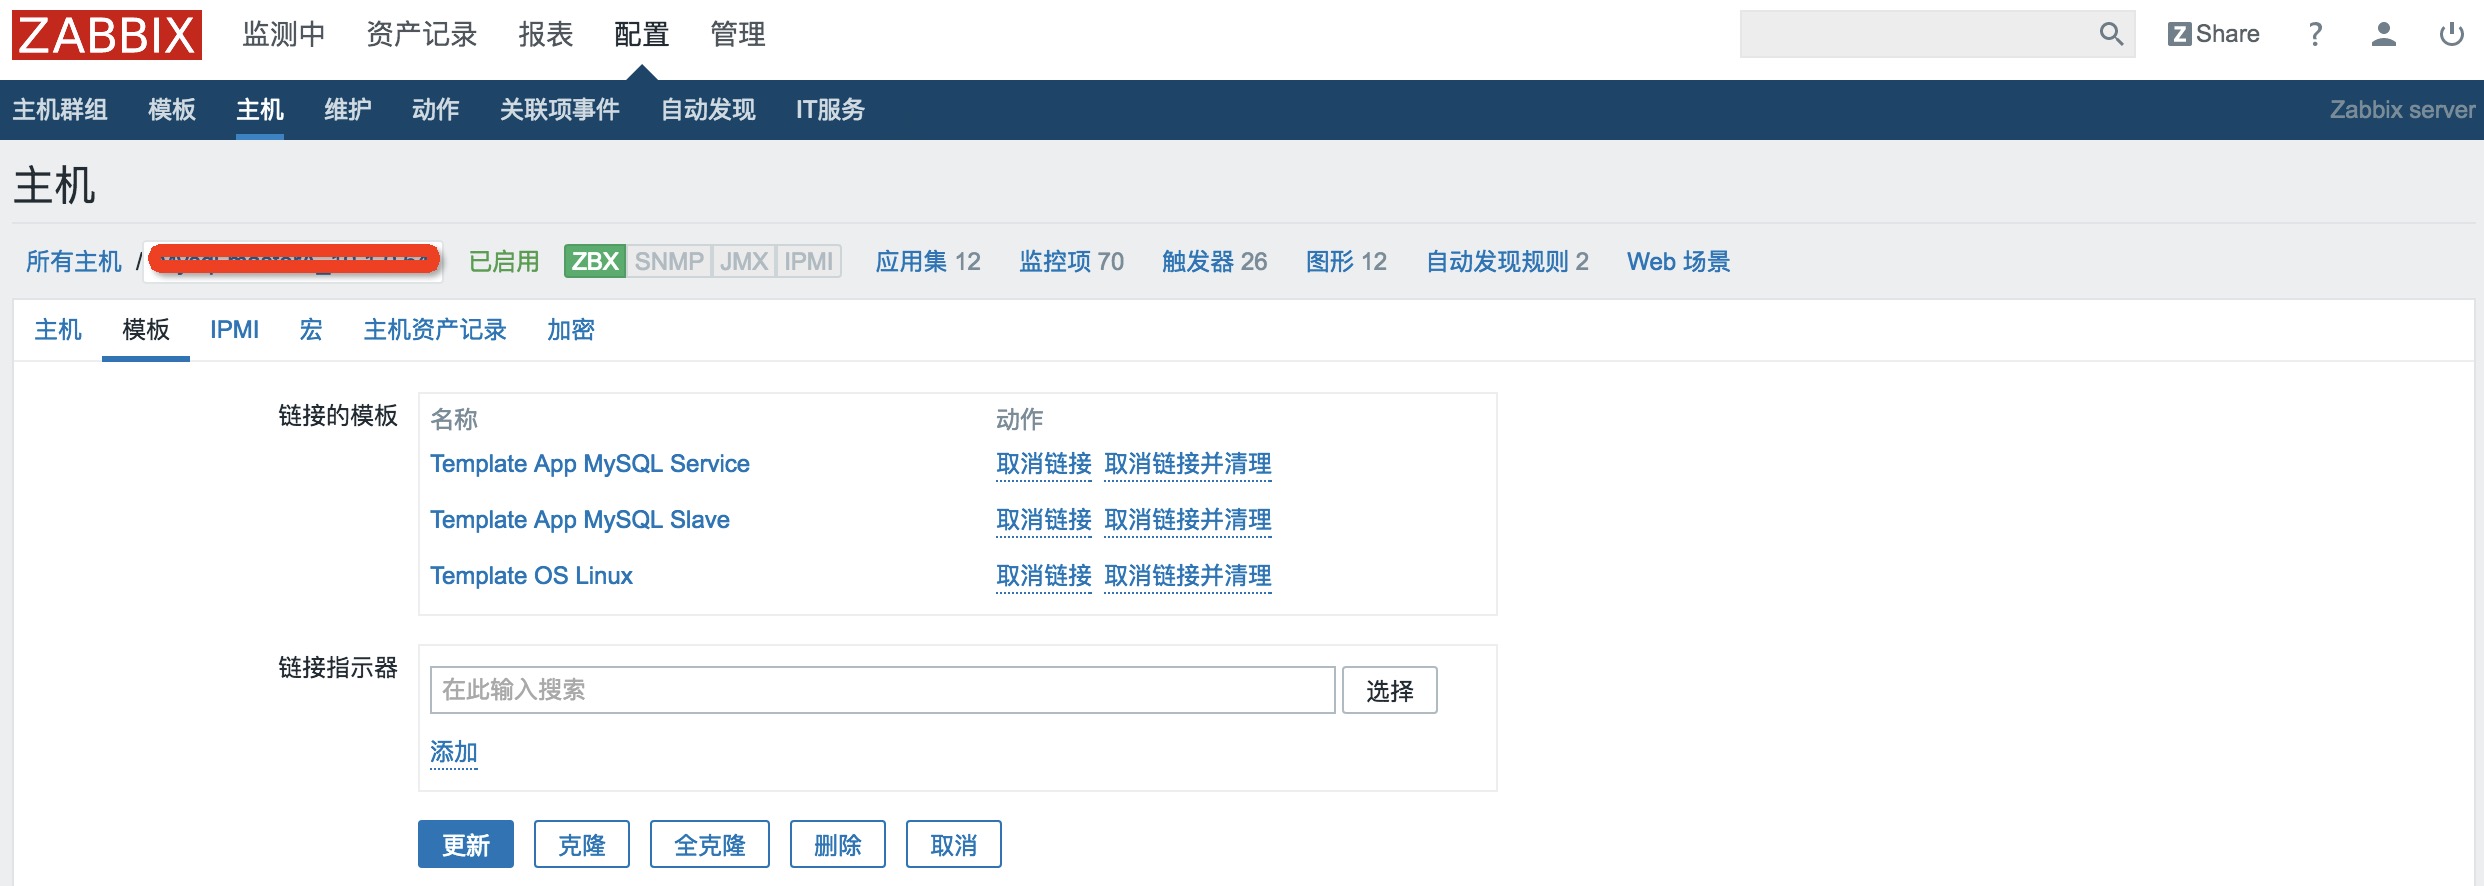 ZABBIX 监测中 资产记录 报表 配置 管理 Z Share ?
主机群组 模板 主机 维护 动作 关联项事件 自动发现 IT服务 Zabbix server
主机
所有主机 / 已启用 ZBX SNMP JMX IPMI 应用集 12 监控项 70 触发器 26 图形 12 自动发现规则 2 Web 场景
主机 模板 IPMI 宏 主机资产记录 加密
链接的模板 名称 动作
Template App MySQL Service 取消链接 取消链接并清理
Template App MySQL Slave 取消链接 取消链接并清理
Template OS Linux 取消链接 取消链接并清理
链接指示器 在此输入搜索 选择
添加
更新 克隆 全克隆 删除 取消